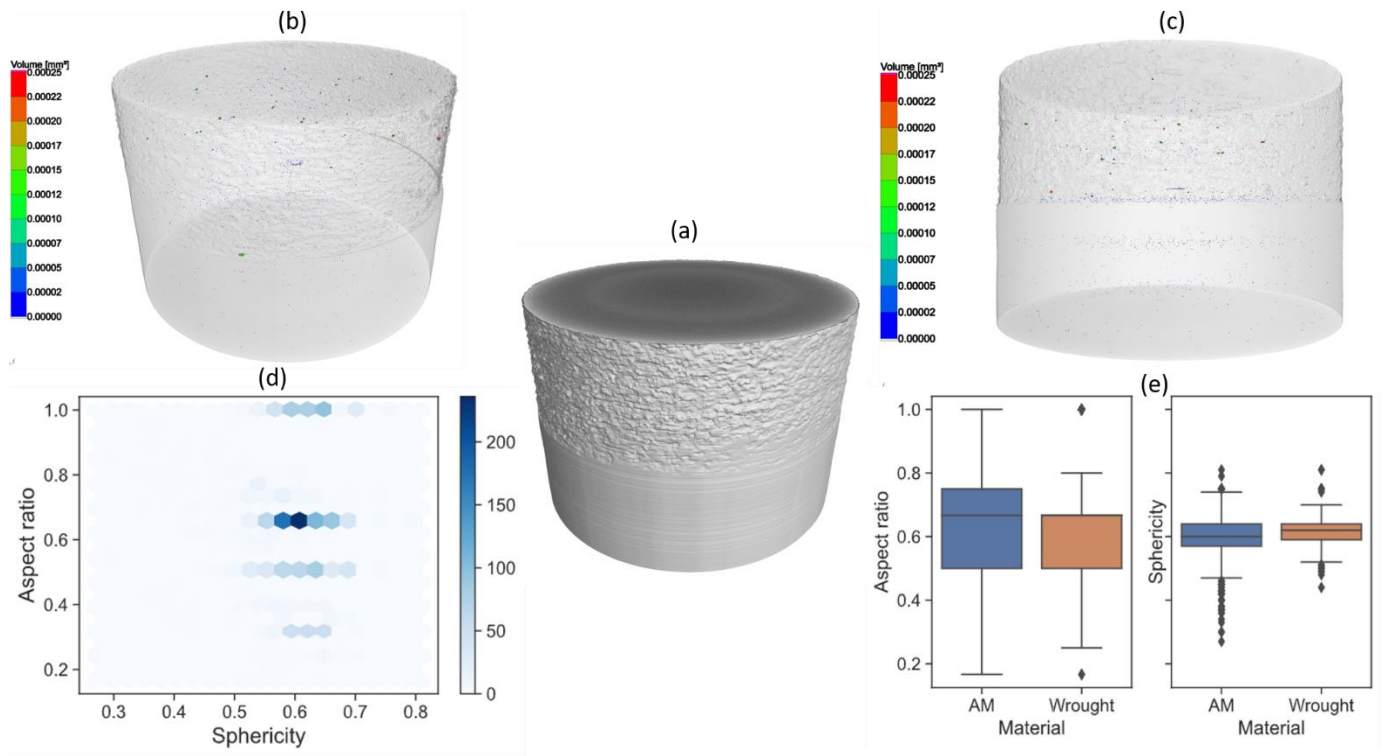 (b)
Volume [mm³]
0.00025
0.00022
0.00020
0.00017
0.00015
0.00012
0.00010
0.00007
0.00005
0.00002
0.00000
(c)
Volume [mm³]
0.00025
0.00022
0.00020
0.00017
0.00015
0.00012
0.00010
0.00007
0.00005
0.00002
0.00000
(a)
(d)
Aspect ratio
1.0
0.8
0.6
0.4
0.2
0.3 0.4 0.5 0.6 0.7 0.8
Sphericity
200
150
100
50
0
(e)
Aspect ratio
1.0
0.8
0.6
0.4
0.2
AM Wrought
Material
Sphericity
AM Wrought
Material